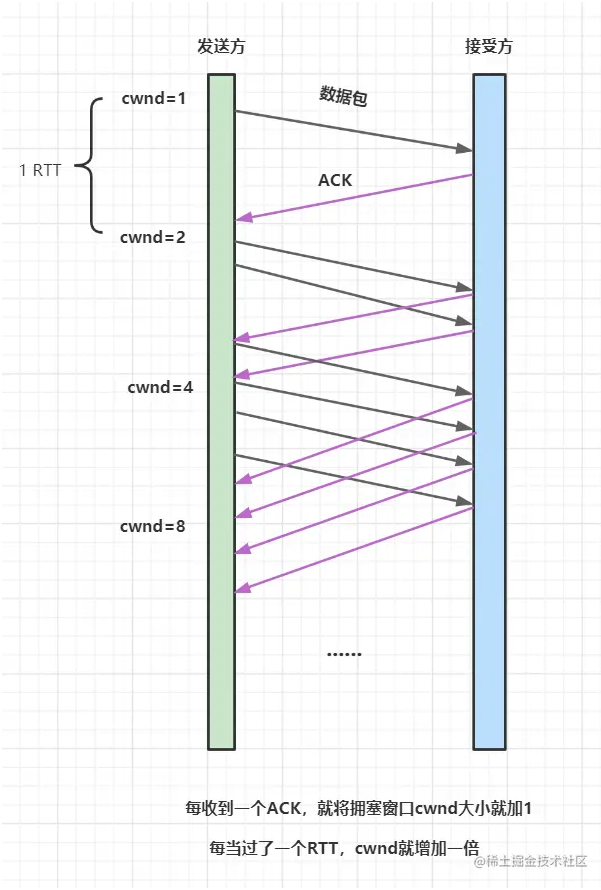 发送方
接受方
cwnd=1
数据包
1 RTT
ACK
cwnd=2
cwnd=4
cwnd=8
......
每收到一个ACK，就将拥塞窗口cwnd大小就加1
每当过了一个RTT，cwnd就增加一倍
@稀土掘金技术社区